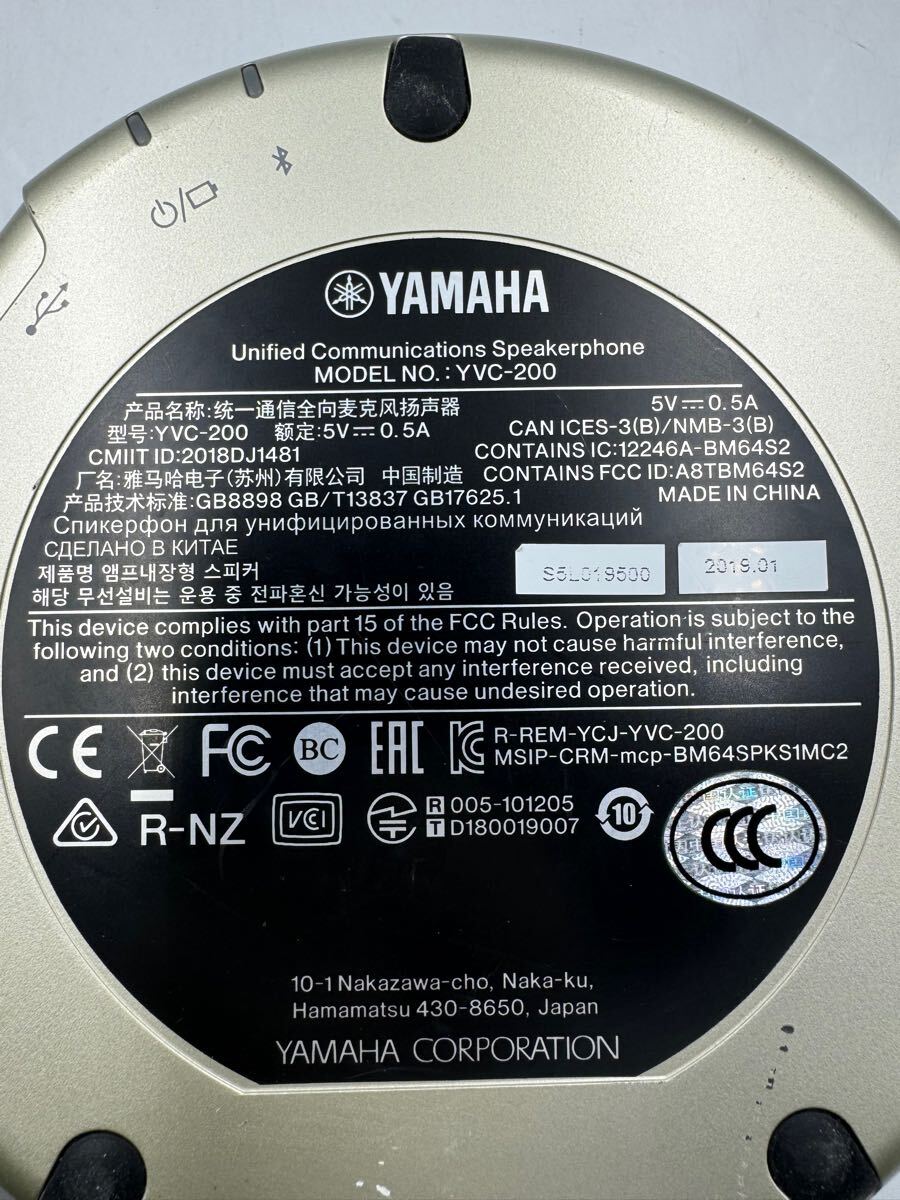 YAMAHA
Unified Communications Speakerphone
MODEL NO. : YVC-200
产品名称:统一通信全向麦克风扬声器
型号:YVC-200 额定:5V⎓0.5A
CMIIT ID:2018DJ1481
厂名:雅马哈电子(苏州)有限公司 中国制造
产品技术标准:GB8898 GB/T13837 GB17625.1
5V⎓0.5A
CAN ICES-3(B)/NMB-3(B)
CONTAINS IC:12246A-BM64S2
CONTAINS FCC ID:A8TBM64S2
MADE IN CHINA
Спикерфон для унифицированных коммуникаций
СДЕЛАНО В КИТАЕ
제품명 앰프내장형 스피커
해당 무선설비는 운용 중 전파혼신 가능성이 있음
S5L019500
2019.01
This device complies with part 15 of the FCC Rules. Operation is subject to the
following two conditions: (1) This device may not cause harmful interference,
and (2) this device must accept any interference received, including
interference that may cause undesired operation.
CE FC BC EAC KC R-REM-YCJ-YVC-200
MSIP-CRM-mcp-BM64SPKS1MC2
R-NZ VCI R 005-101205
T D180019007
10
CCC
10-1 Nakazawa-cho, Naka-ku,
Hamamatsu 430-8650, Japan
YAMAHA CORPORATION